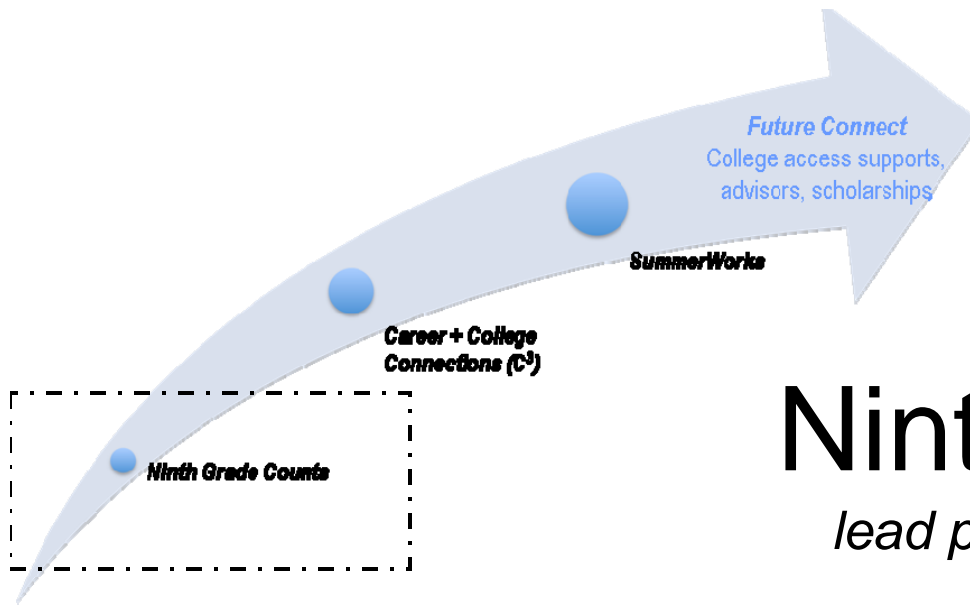 Future Connect
College access supports,
advisors, scholarships
SummerWorks
Career + College
Connections (C³)
Ninth Grade Counts
Nint
lead p